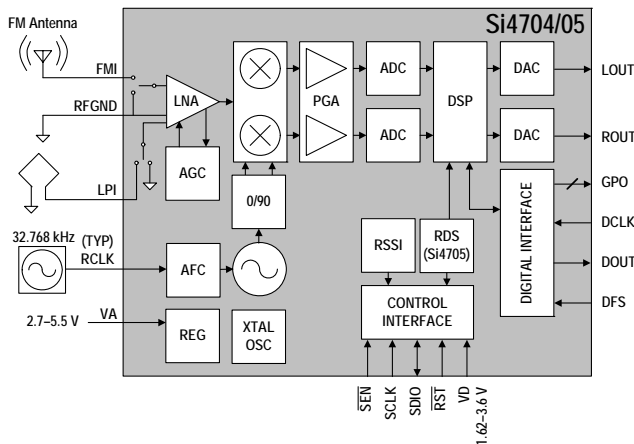 Si4704/05
FM Antenna
FMI
RFGND
LPI
LNA
AGC
0/90
PGA
ADC
ADC
DSP
DAC
DAC
LOUT
ROUT
GPO
DCLK
DOUT
DFS
DIGITAL INTERFACE
32.768 kHz (TYP)
RCLK
AFC
RSSI
RDS
(Si4705)
CONTROL
INTERFACE
2.7–5.5 V
VA
REG
XTAL
OSC
SEN
SCLK
SDIO
RST
VD
1.62–3.6 V